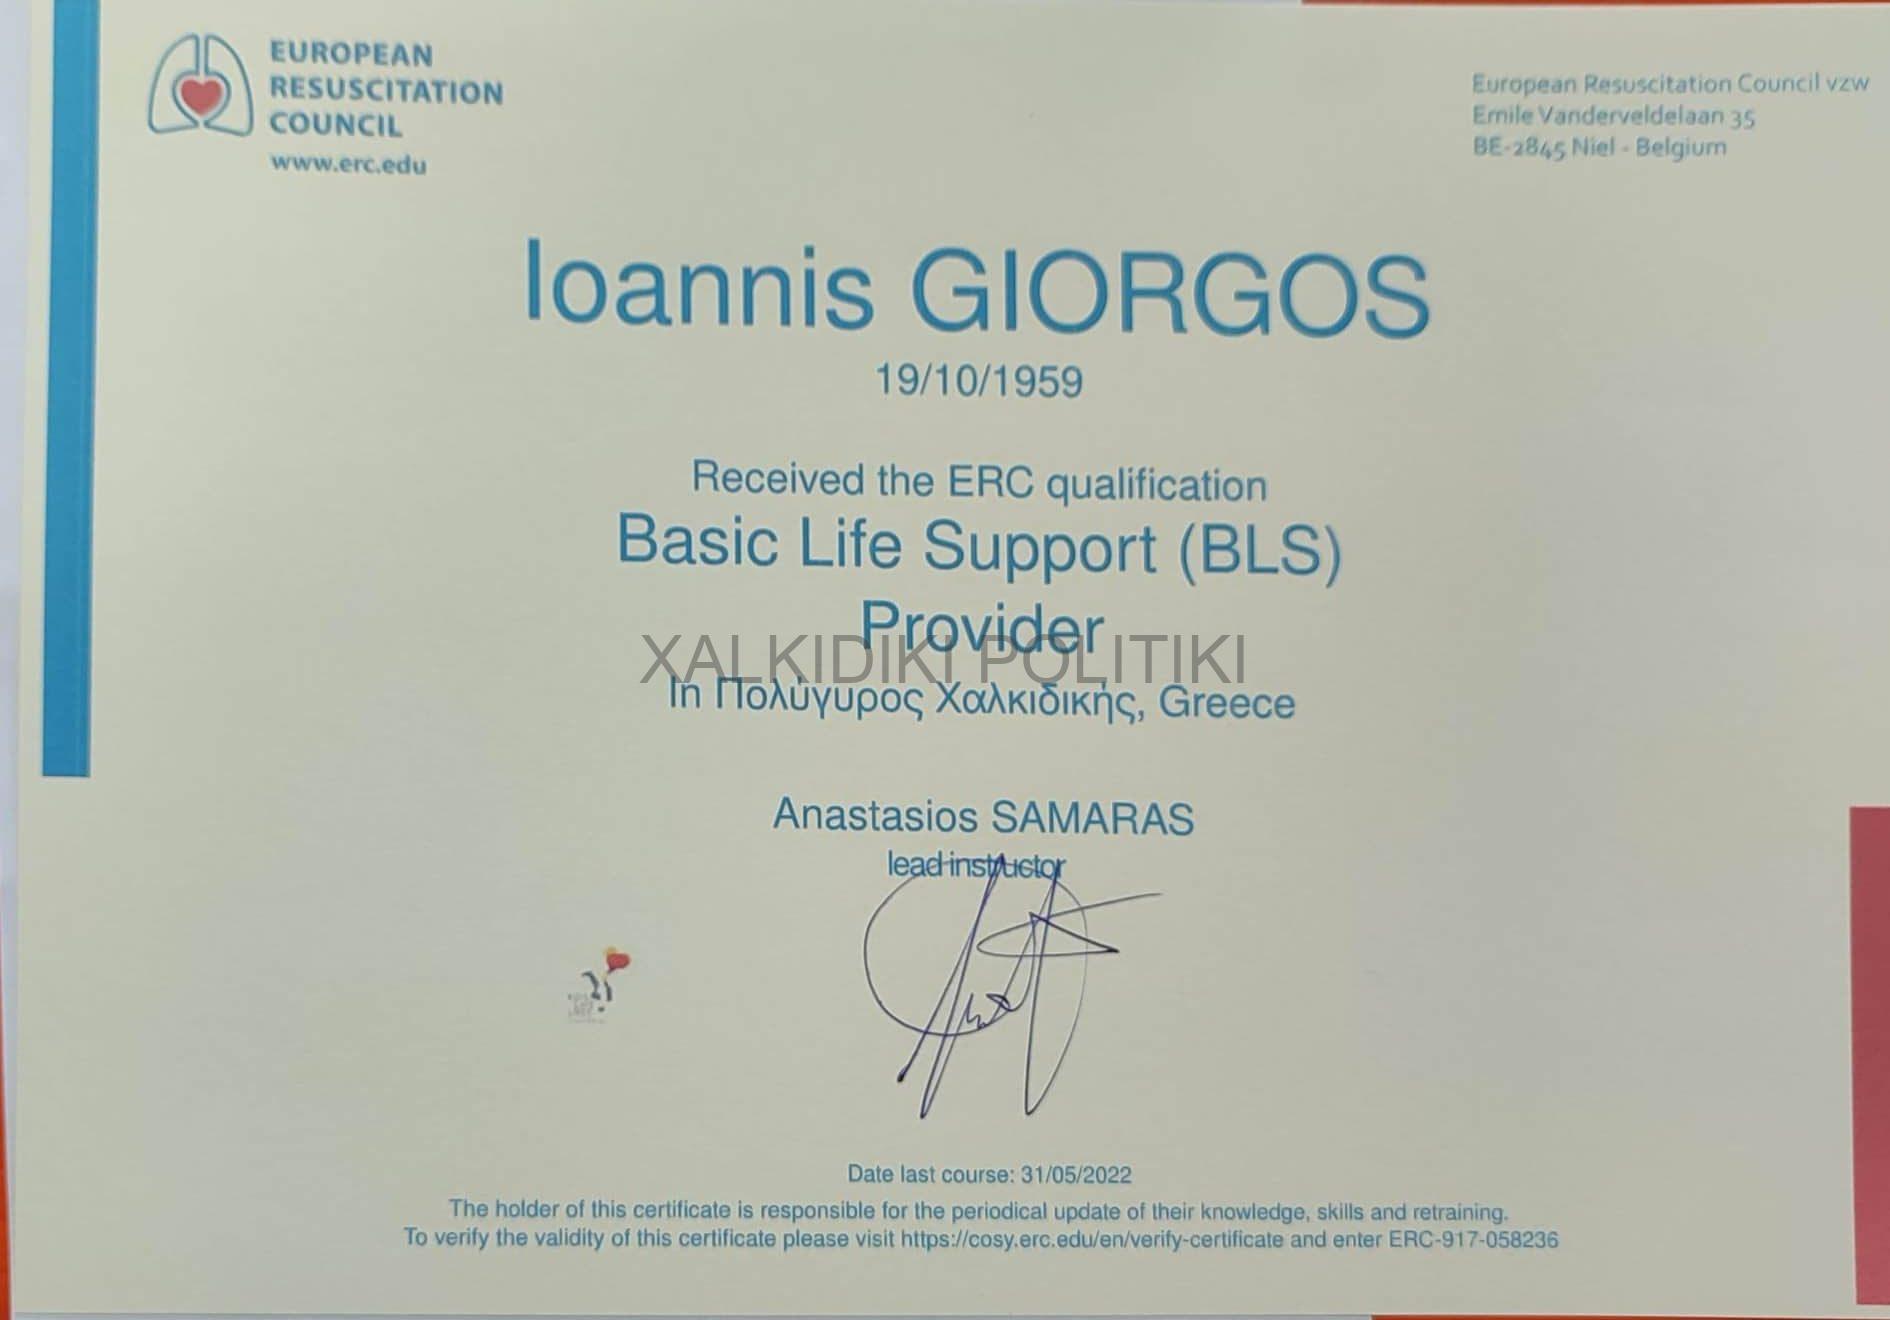 EUROPEAN
RESUSCITATION
COUNCIL
www.erc.edu
European Resuscitation Council vzw
Emile Vanderveldelaan 35
BE-2845 Niel - Belgium
Ioannis GIORGOS
19/10/1959
Received the ERC qualification
Basic Life Support (BLS)
Provider
XALKIDIKI POLITIKI
In Πολύγυρος Χαλκιδικής, Greece
Anastasios SAMARAS
lead instructor
Date last course: 31/05/2022
The holder of this certificate is responsible for the periodical update of their knowledge, skills and retraining.
To verify the validity of this certificate please visit https://cosy.erc.edu/en/verify-certificate and enter ERC-917-058236